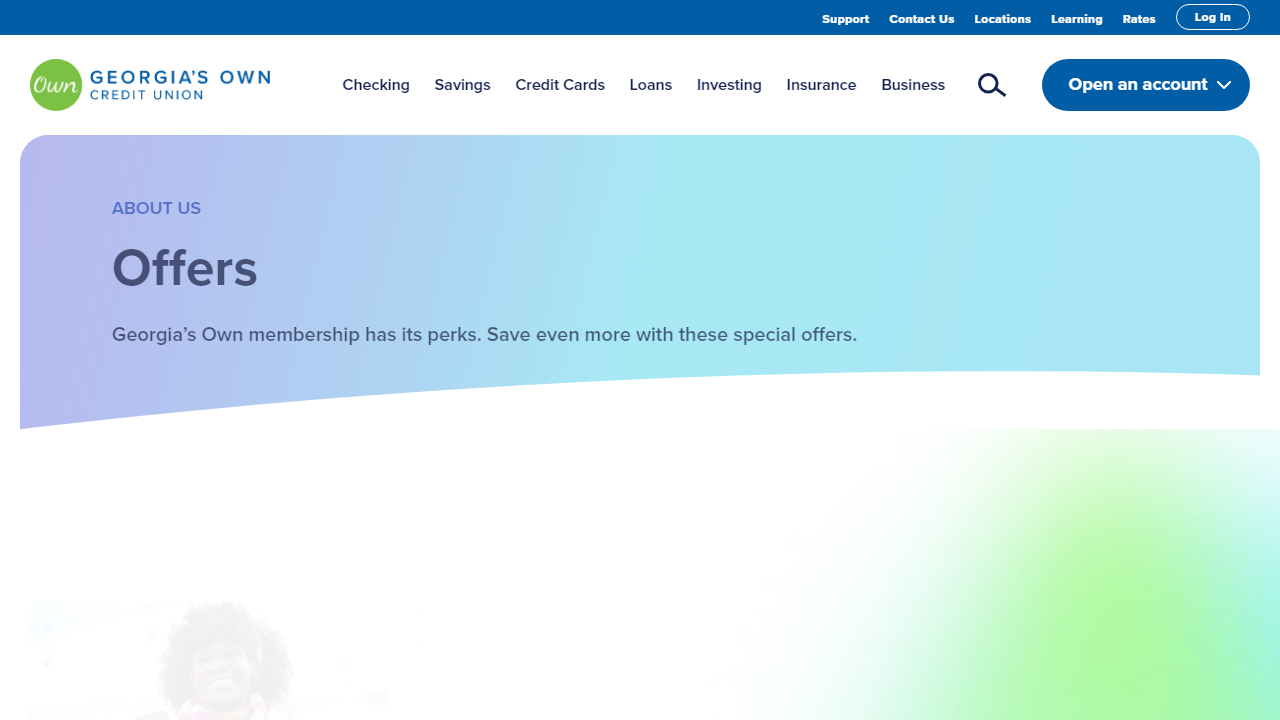 Support Contact Us Locations Learning Rates Log In
Own GEORGIA'S OWN
CREDIT UNION
Checking Savings Credit Cards Loans Investing Insurance Business Open an account
ABOUT US
Offers
Georgia’s Own membership has its perks. Save even more with these special offers.